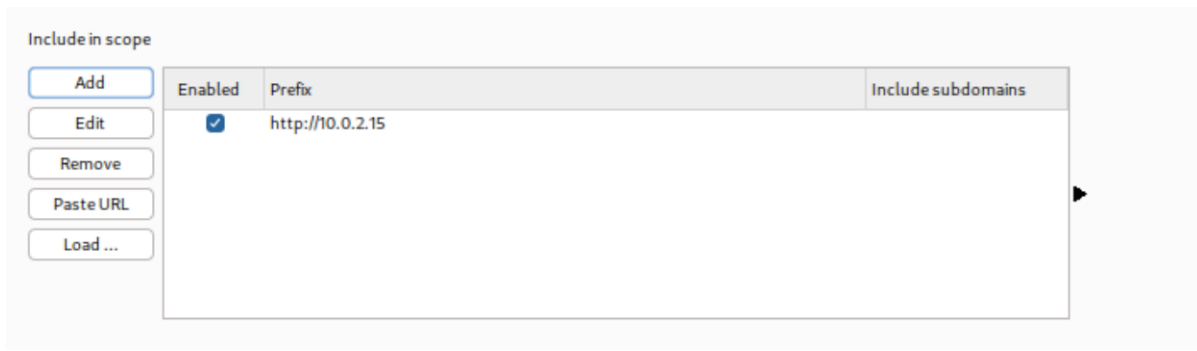 Include in scope
Add
Enabled Prefix Include subdomains
Edit
http://10.0.2.15
Remove
Paste URL
Load ...